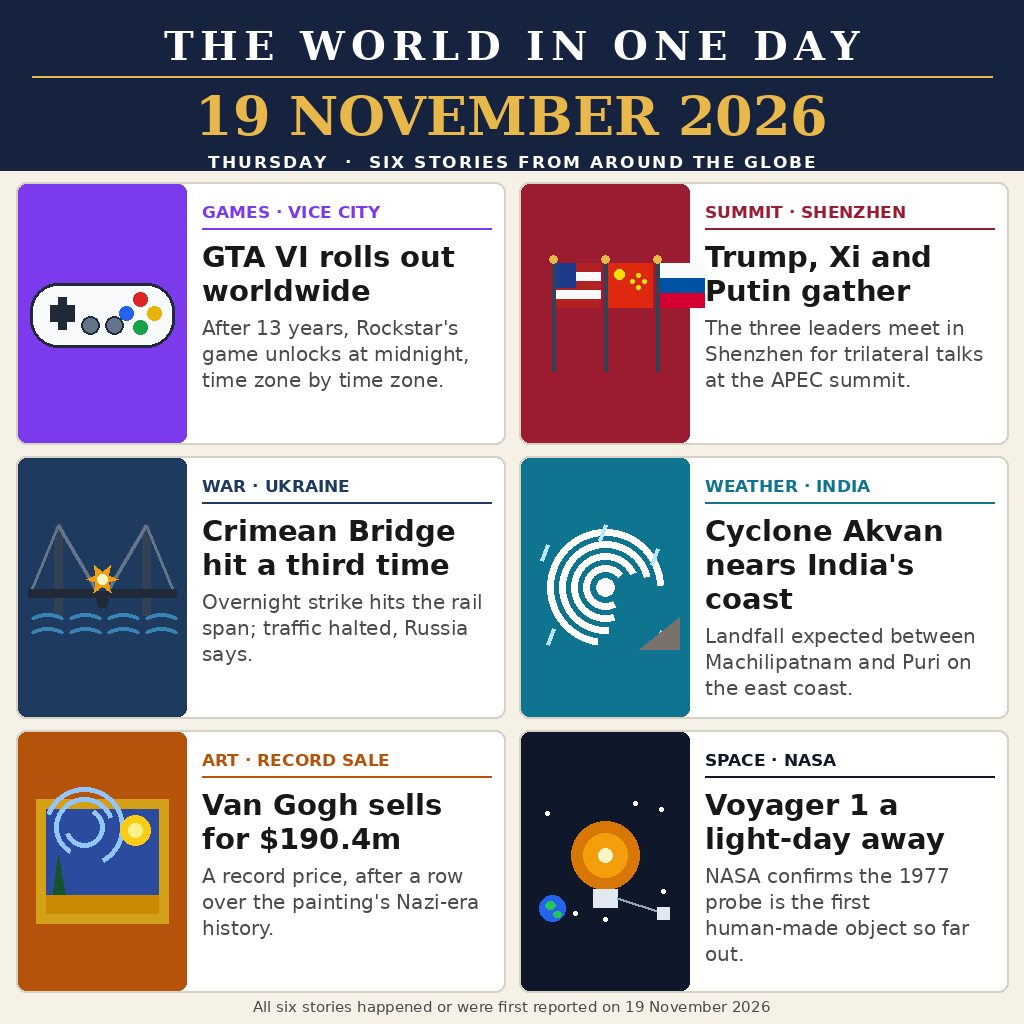 THE WORLD IN ONE DAY
19 NOVEMBER 2026
THURSDAY · SIX STORIES FROM AROUND THE GLOBE
GAMES · VICE CITY
GTA VI rolls out
worldwide
After 13 years, Rockstar's
game unlocks at midnight,
time zone by time zone.
SUMMIT · SHENZHEN
Trump, Xi and
Putin gather
The three leaders meet in
Shenzhen for trilateral talks
at the APEC summit.
WAR · UKRAINE
Crimean Bridge
hit a third time
Overnight strike hits the rail
span; traffic halted, Russia
says.
WEATHER · INDIA
Cyclone Akvan
nears India's
coast
Landfall expected between
Machilipatnam and Puri on
the east coast.
ART · RECORD SALE
Van Gogh sells
for $190.4m
A record price, after a row
over the painting's Nazi-era
history.
SPACE · NASA
Voyager 1 a
light-day away
NASA confirms the 1977
probe is the first
human-made object so far
out.
All six stories happened or were first reported on 19 November 2026